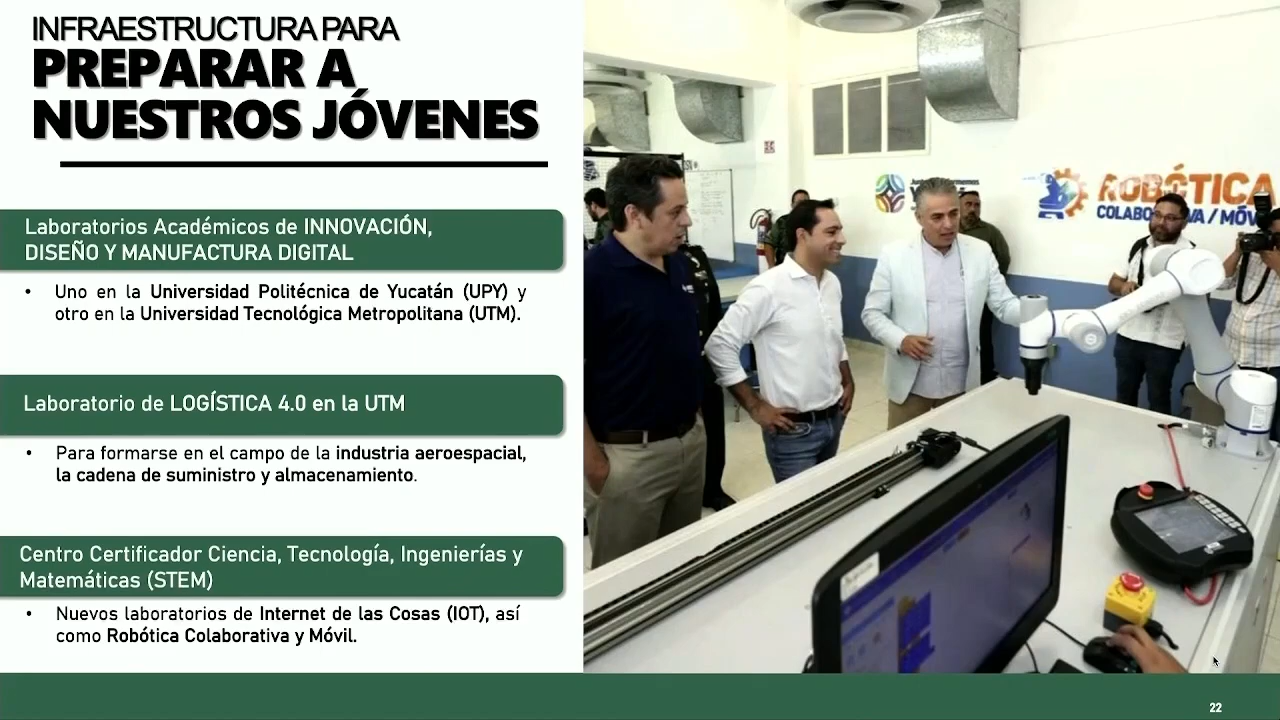 INFRAESTRUCTURA PARA
PREPARAR A
NUESTROS JÓVENES
Laboratorios Académicos de INNOVACIÓN,
DISEÑO Y MANUFACTURA DIGITAL
• Uno en la Universidad Politécnica de Yucatán (UPY) y
otro en la Universidad Tecnológica Metropolitana (UTM).
Laboratorio de LOGÍSTICA 4.0 en la UTM
• Para formarse en el campo de la industria aeroespacial,
la cadena de suministro y almacenamiento.
Centro Certificador Ciencia, Tecnología, Ingenierías y
Matemáticas (STEM)
• Nuevos laboratorios de Internet de las Cosas (IOT), así
como Robótica Colaborativa y Móvil.
ROBÓTICA
22